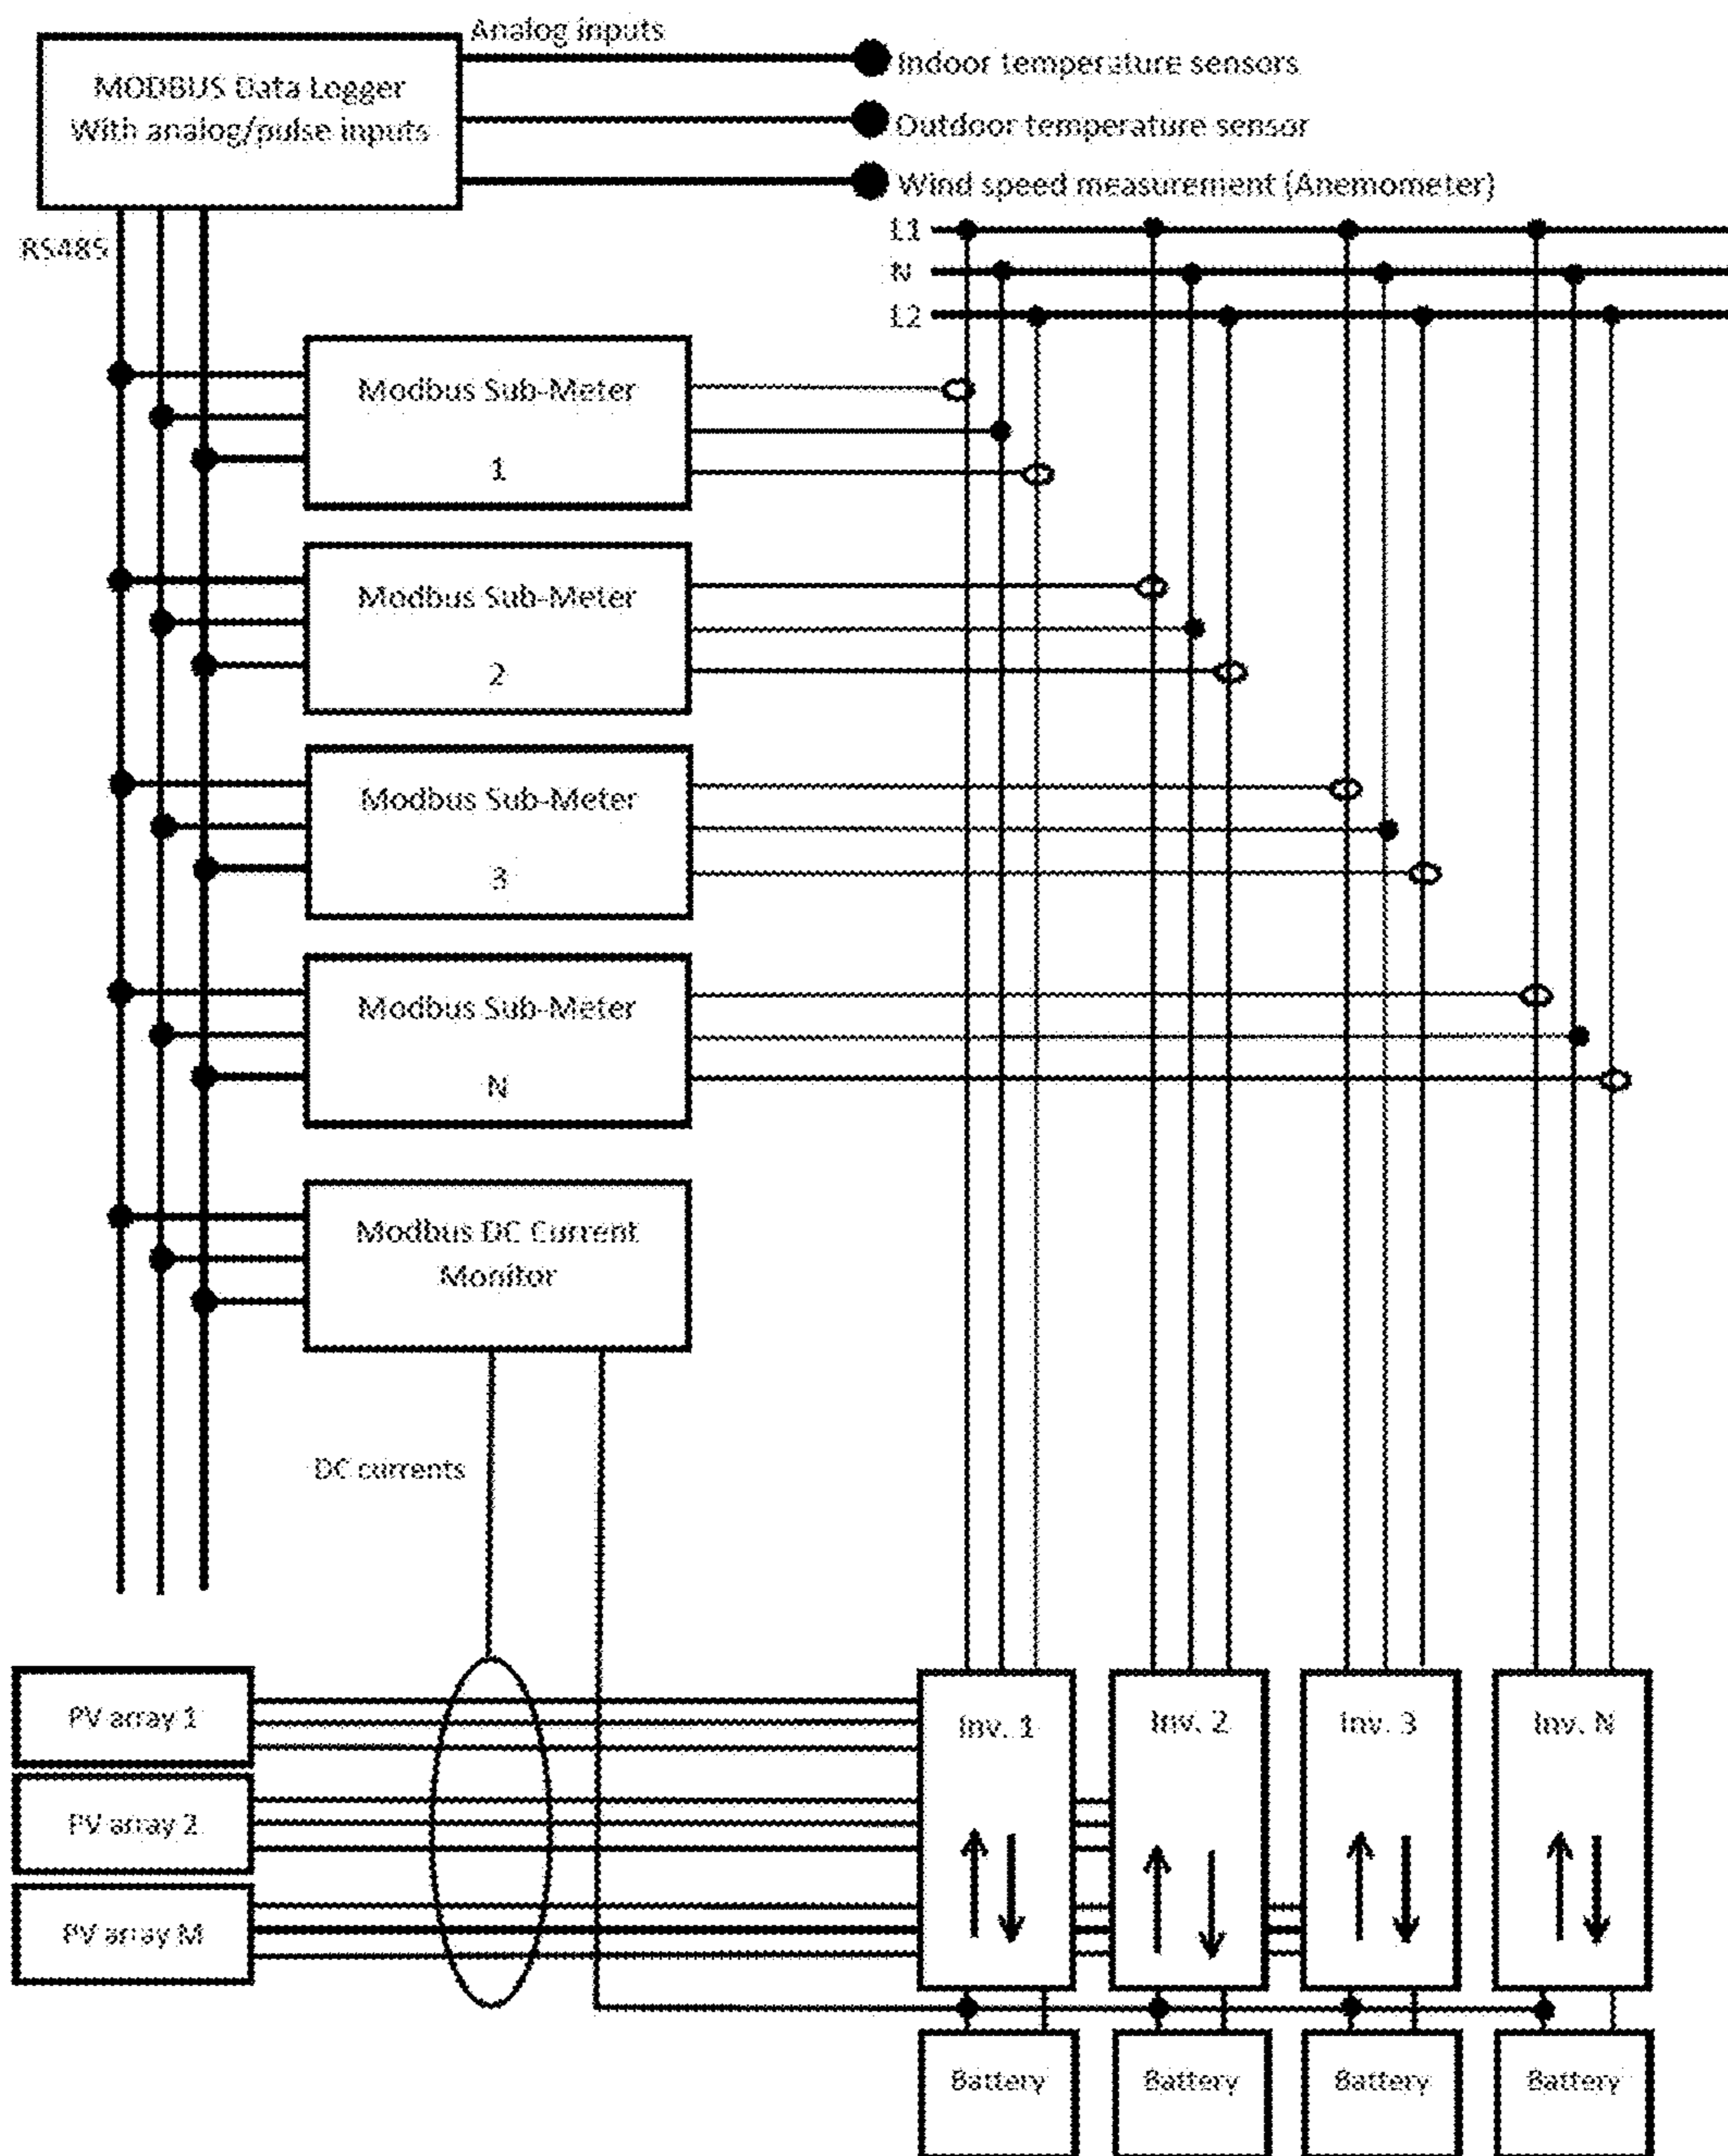 Analog inputs
MODBUS Data Logger
With analog/pulse inputs
Indoor temperature sensors
Outdoor temperature sensor
Wind speed measurement (Anemometer)
RS485
L1
N
L2
Modbus Sub-Meter
1
Modbus Sub-Meter
2
Modbus Sub-Meter
3
Modbus Sub-Meter
N
Modbus DC Current
Monitor
DC currents
PV array 1
PV array 2
PV array M
Inv. 1
Inv. 2
Inv. 3
Inv. N
Battery
Battery
Battery
Battery